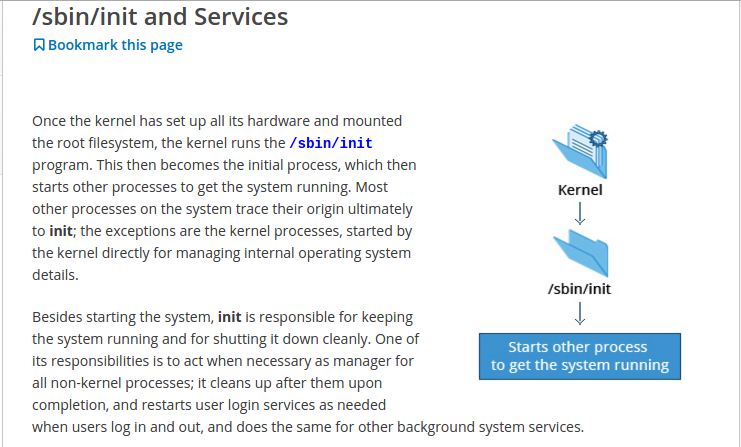 /sbin/init and Services
Bookmark this page
Once the kernel has set up all its hardware and mounted
the root filesystem, the kernel runs the /sbin/init
program. This then becomes the initial process, which then
starts other processes to get the system running. Most
other processes on the system trace their origin ultimately
to init; the exceptions are the kernel processes, started by
the kernel directly for managing internal operating system
details.
Besides starting the system, init is responsible for keeping
the system running and for shutting it down cleanly. One of
its responsibilities is to act when necessary as manager for
all non-kernel processes; it cleans up after them upon
completion, and restarts user login services as needed
when users log in and out, and does the same for other background system services.
Kernel
/sbin/init
Starts other process
to get the system running